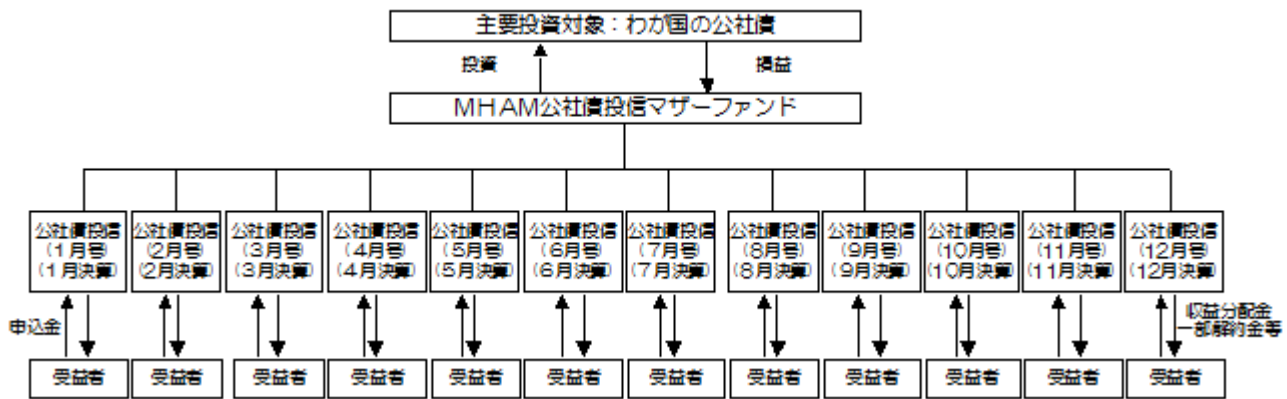 主要投資対象：わが国の公社債
投資
損益
ＭＨＡＭ公社債投信マザーファンド
公社債投信
(１月号)
(１月決算)
公社債投信
(２月号)
(２月決算)
公社債投信
(３月号)
(３月決算)
公社債投信
(４月号)
(４月決算)
公社債投信
(５月号)
(５月決算)
公社債投信
(６月号)
(６月決算)
公社債投信
(７月号)
(７月決算)
公社債投信
(８月号)
(８月決算)
公社債投信
(９月号)
(９月決算)
公社債投信
(10月号)
(10月決算)
公社債投信
(11月号)
(11月決算)
公社債投信
(12月号)
(12月決算)
申込金
収益分配金
一部解約金等
受益者
受益者
受益者
受益者
受益者
受益者
受益者
受益者
受益者
受益者
受益者
受益者